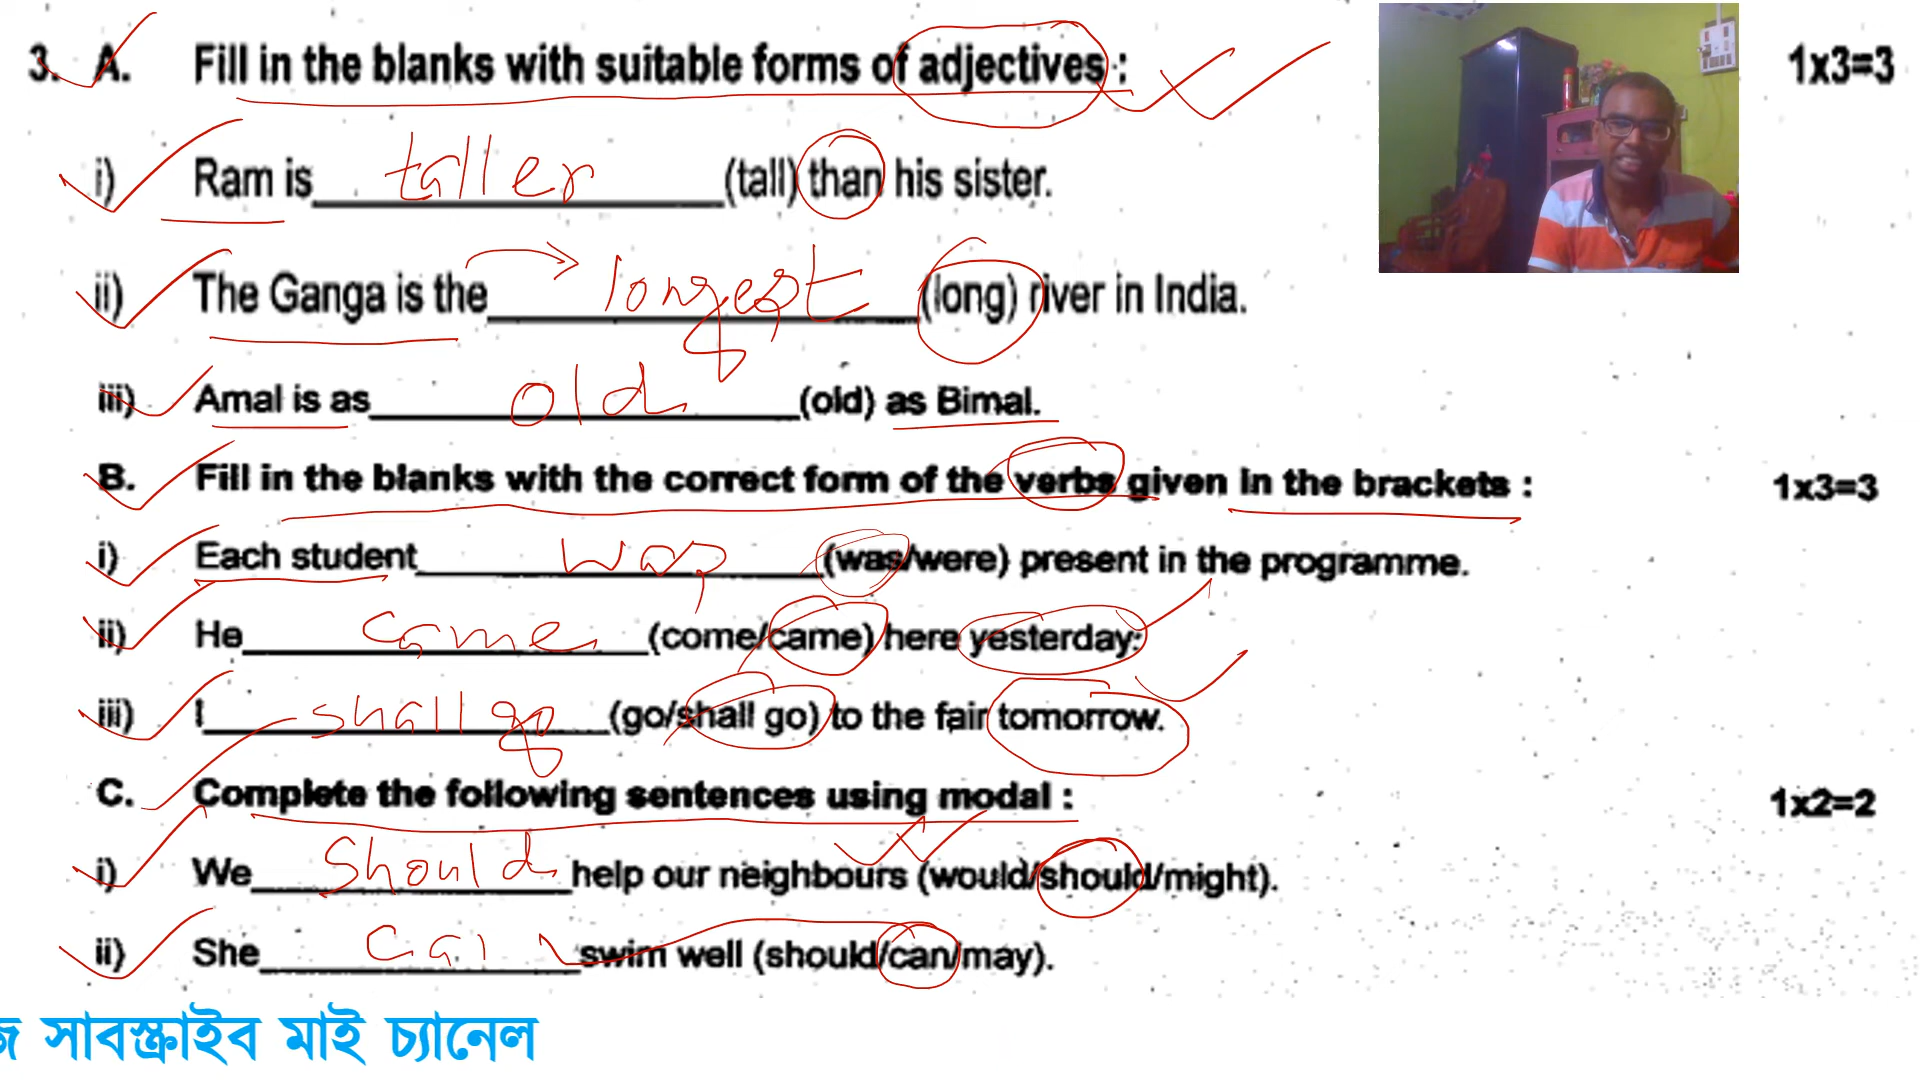 3. A. Fill in the blanks with suitable forms of adjectives : 1x3=3
i) Ram is taller (tall) than his sister.
ii) The Ganga is the longest (long) river in India.
iii) Amal is as old (old) as Bimal.
B. Fill in the blanks with the correct form of the verbs given in the brackets : 1x3=3
i) Each student was (was/were) present in the programme.
ii) He came (come/came) here yesterday.
iii) I shall go (go/shall go) to the fair tomorrow.
C. Complete the following sentences using modal : 1x2=2
i) We should help our neighbours (would/should/might).
ii) She can swim well (should/can/may).
সাবস্ক্রাইব মাই চ্যানেল